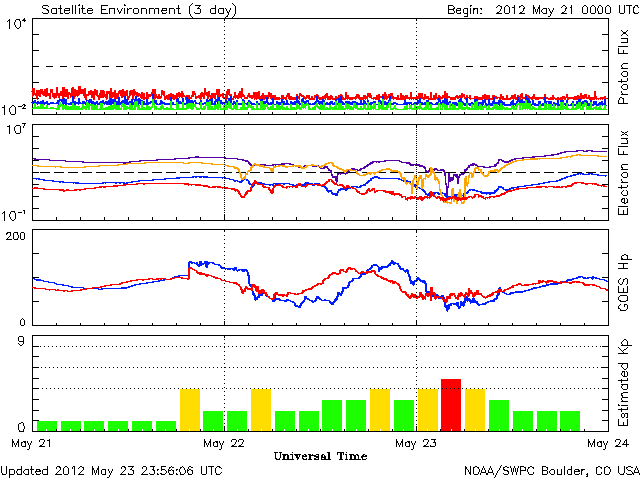 Satellite Environment (3 day) Begin: 2012 May 21 0000 UTC
10^4
10^-2
Proton Flux
10^7
10^-1
Electron Flux
200
0
GOES Hp
9
0
Estimated Kp
May 21 May 22 May 23 May 24
Universal Time
Updated 2012 May 23 23:56:06 UTC NOAA/SWPC Boulder, CO USA